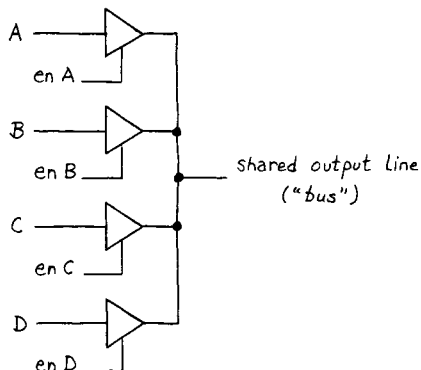 A
en A
B
en B
shared output line
("bus")
C
en C
D
en D